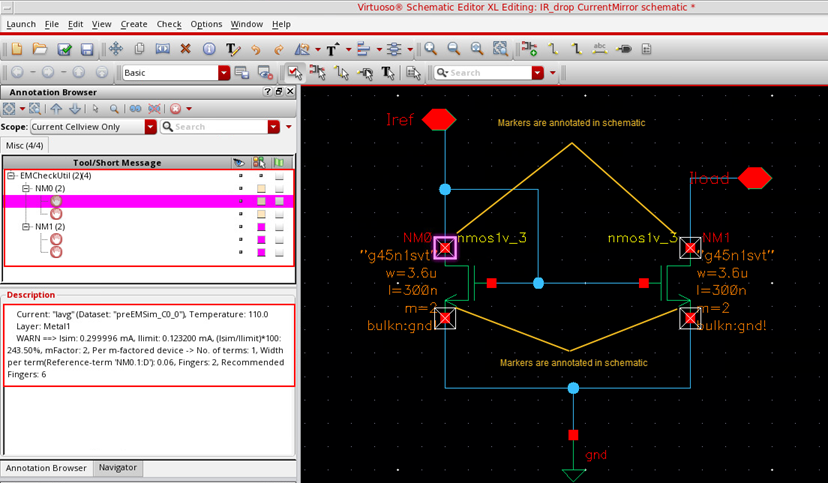 Virtuoso® Schematic Editor XL Editing: IR_drop CurrentMirror schematic *
Launch File Edit View Create Check Options Window Help
Basic
Search
Annotation Browser
Scope: Current Cellview Only
Search
Misc (4/4)
Tool/Short Message
EMCheckUtil (2)(4)
NM0 (2)
NM1 (2)
Description
Current: "Iavg" (Dataset: "preEMSim_C0_0"), Temperature: 110.0
Layer: Metal1
WARN ==> Isim: 0.299996 mA, Ilimit: 0.123200 mA, (Isim/Ilimit)*100:
243.50%, mFactor: 2, Per m-factored device -> No. of terms: 1, Width
per term(Reference-term 'NM0.1:D'): 0.06, Fingers: 2, Recommended
Fingers: 6
Annotation Browser
Navigator
Iref
Markers are annotated in schematic
Iload
NM0
nmos1v_3
"g45n1svt"
w=3.6u
l=300n
m=2
bulkn:gnd!
nmos1v_3
NM1
"g45n1svt"
w=3.6u
l=300n
m=2
bulkn:gnd!
Markers are annotated in schematic
gnd